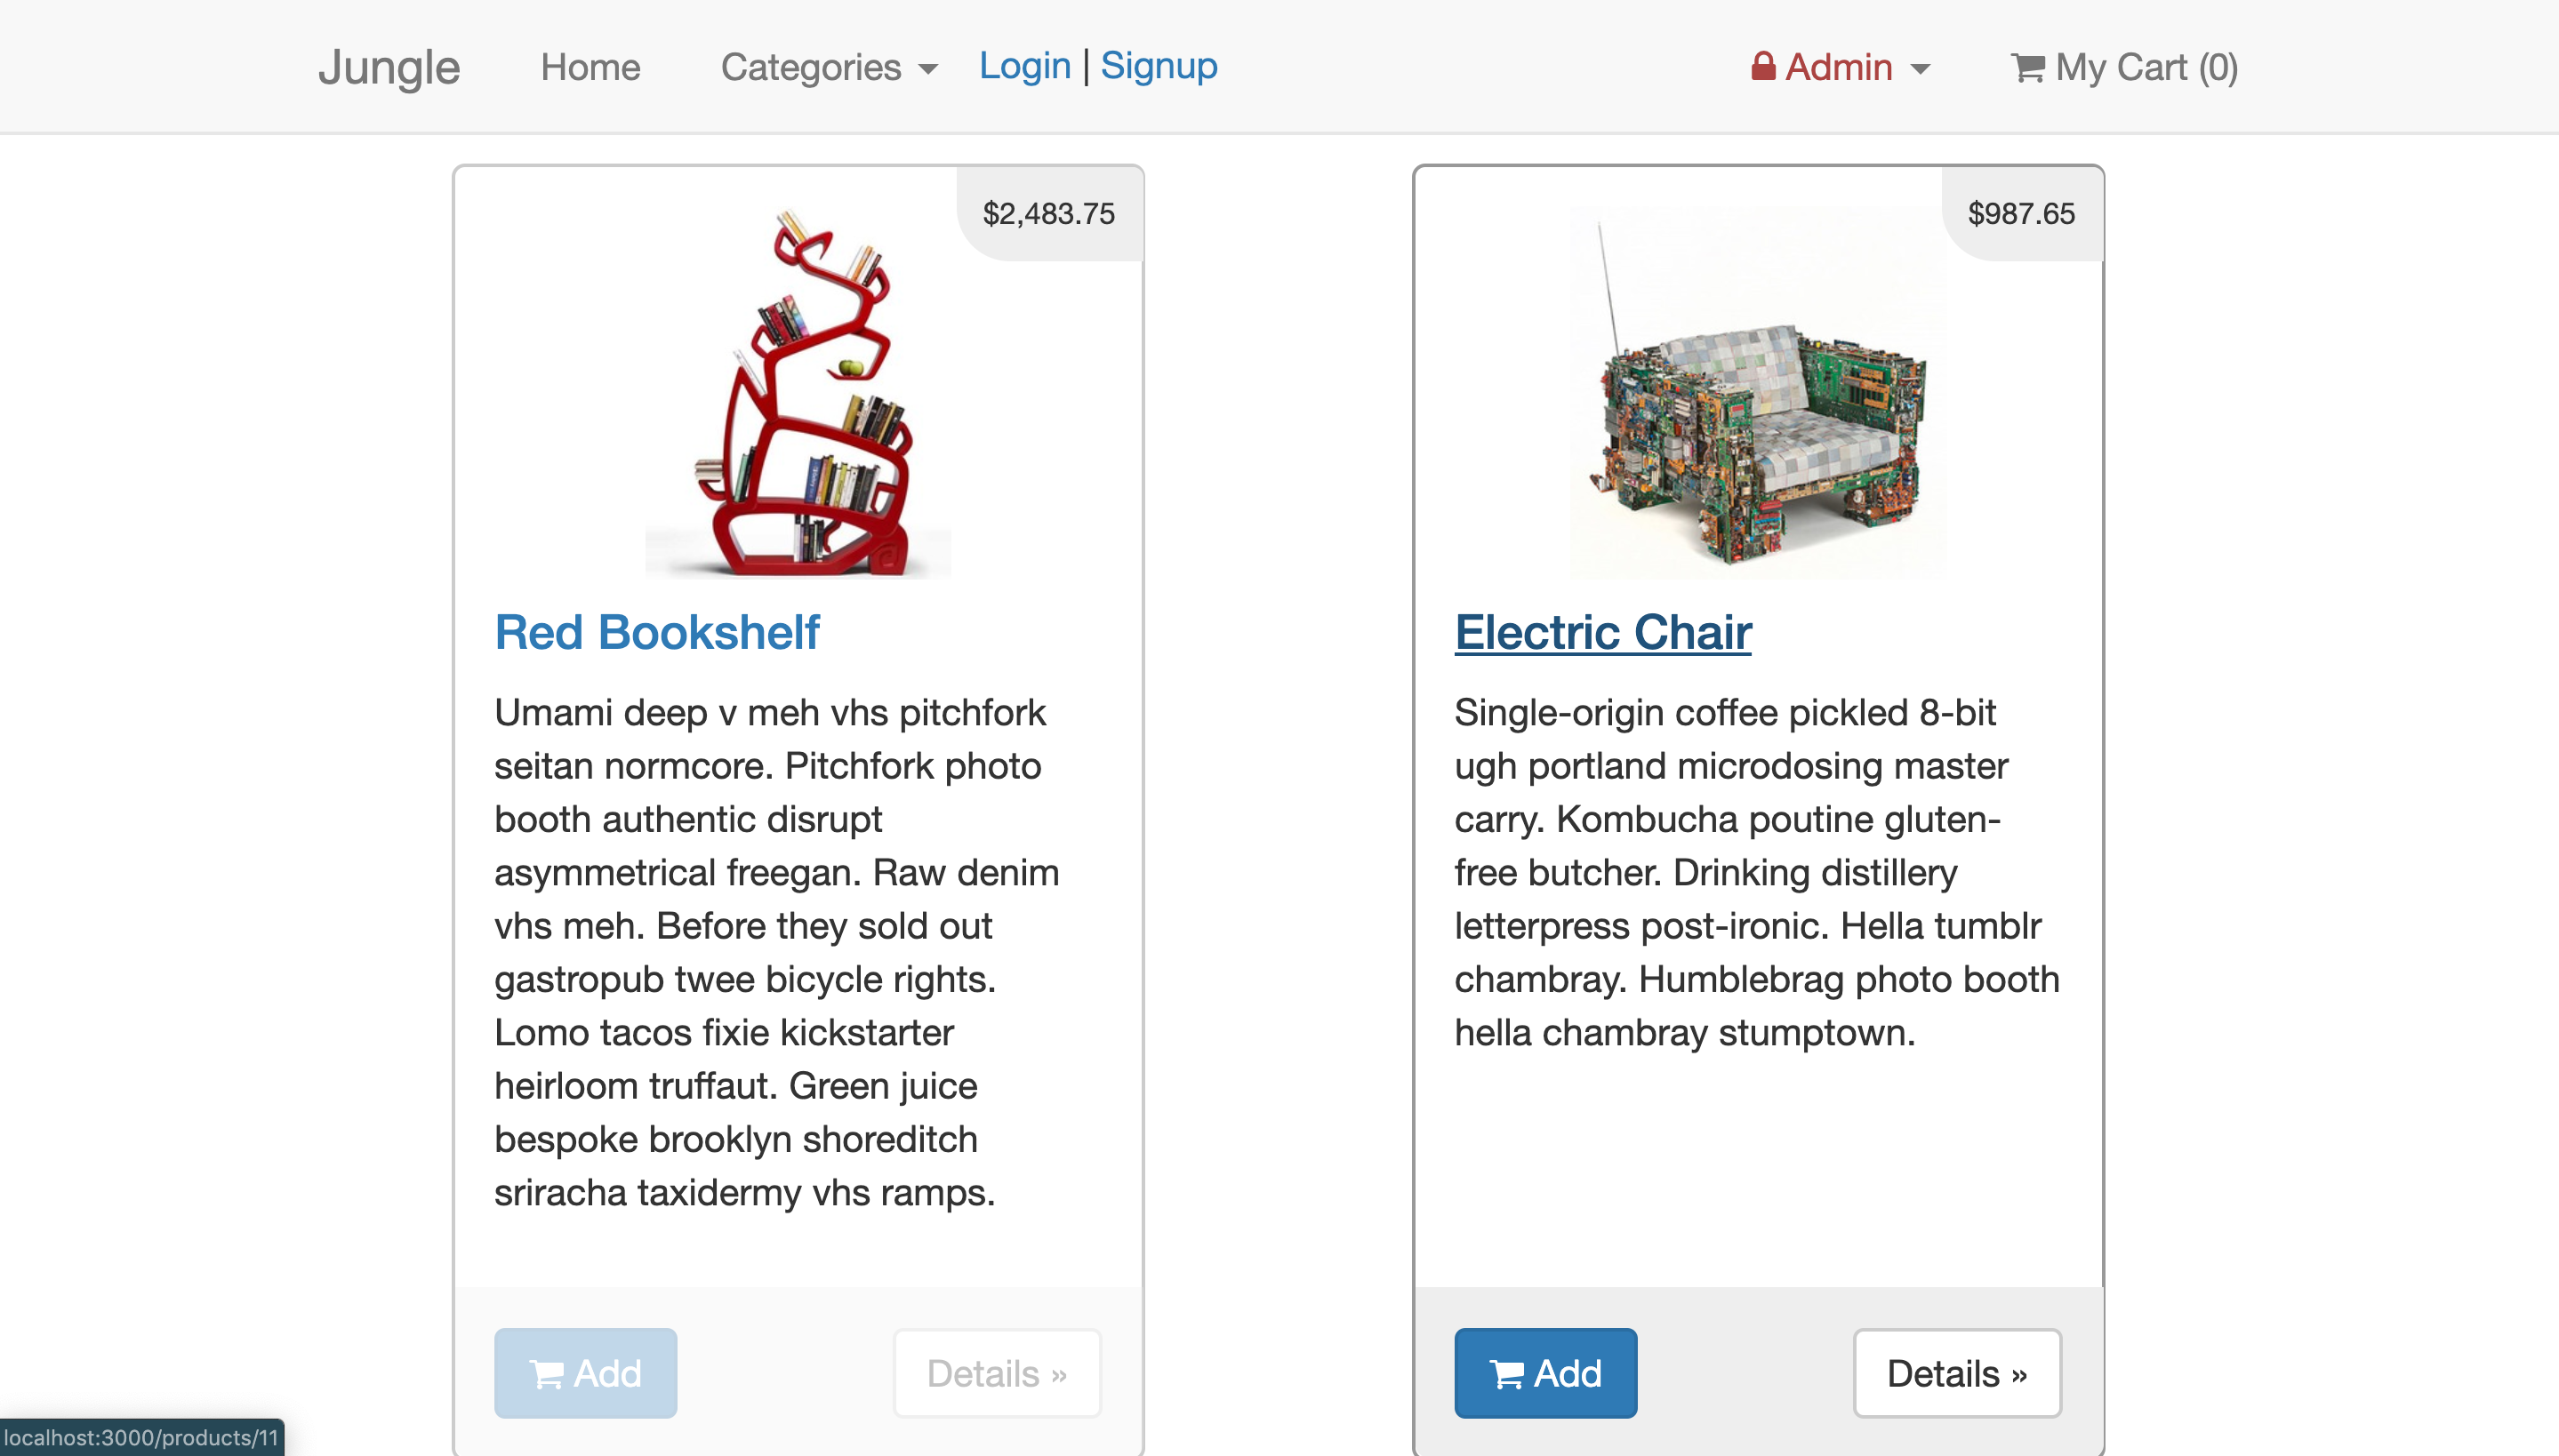 Jungle Home Categories Login | Signup Admin My Cart (0)
$2,483.75
Red Bookshelf
Umami deep v meh vhs pitchfork
seitan normcore. Pitchfork photo
booth authentic disrupt
asymmetrical freegan. Raw denim
vhs meh. Before they sold out
gastropub twee bicycle rights.
Lomo tacos fixie kickstarter
heirloom truffaut. Green juice
bespoke brooklyn shoreditch
sriracha taxidermy vhs ramps.
Add Details »
$987.65
Electric Chair
Single-origin coffee pickled 8-bit
ugh portland microdosing master
carry. Kombucha poutine gluten-
free butcher. Drinking distillery
letterpress post-ironic. Hella tumblr
chambray. Humblebrag photo booth
hella chambray stumptown.
Add Details »
localhost:3000/products/11